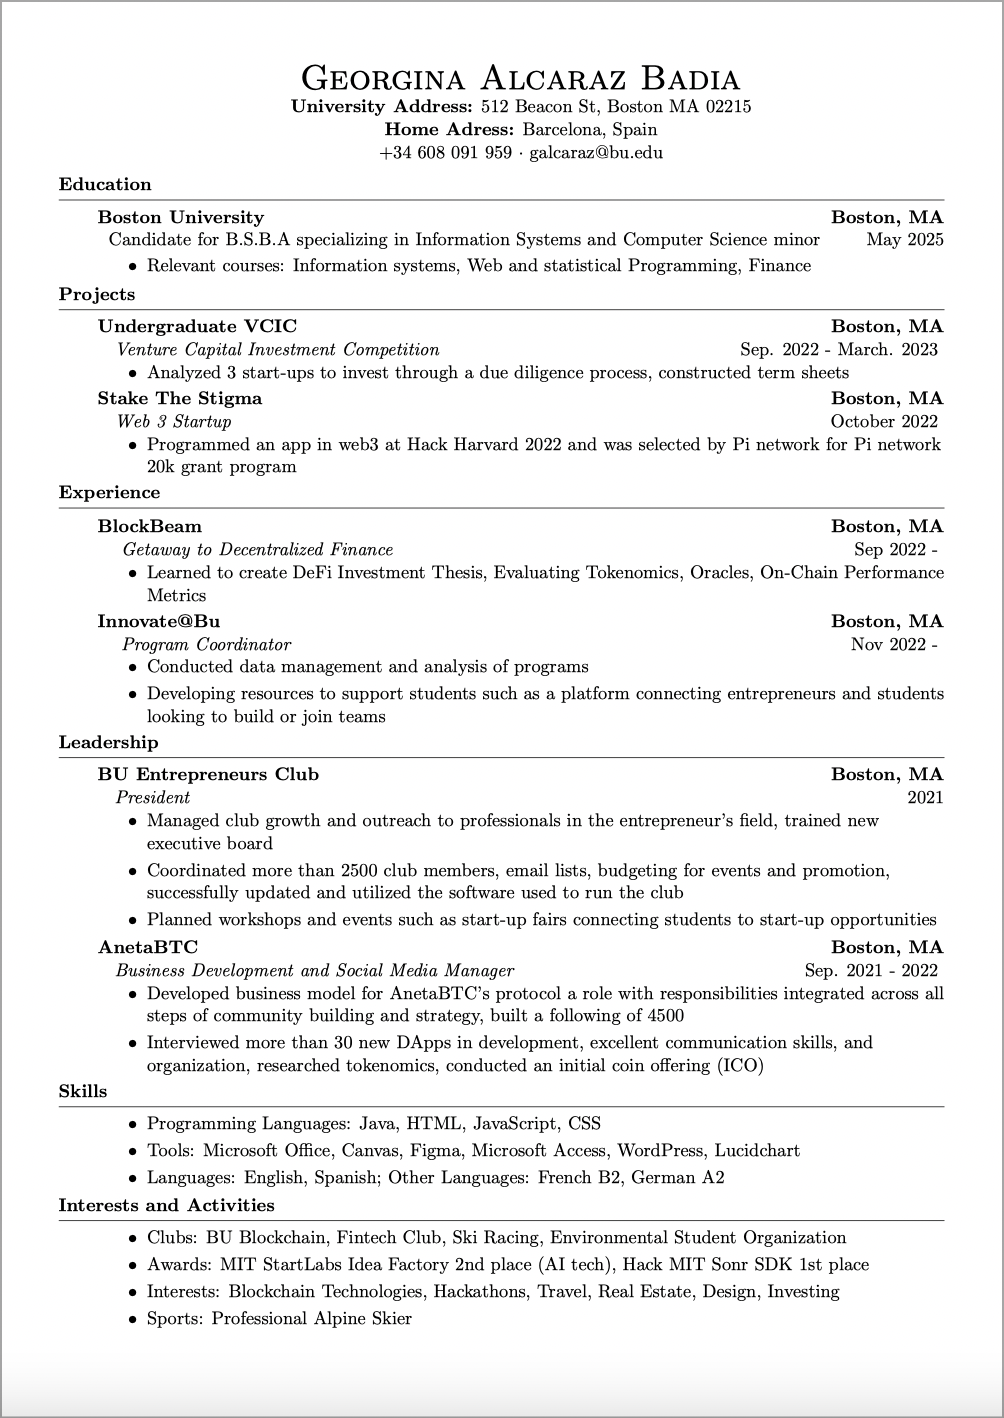 Georgina Alcaraz Badia
University Address: 512 Beacon St, Boston MA 02215
Home Adress: Barcelona, Spain
+34 608 091 959 · galcaraz@bu.edu
Education
Boston University Boston, MA
Candidate for B.S.B.A specializing in Information Systems and Computer Science minor May 2025
• Relevant courses: Information systems, Web and statistical Programming, Finance
Projects
Undergraduate VCIC Boston, MA
Venture Capital Investment Competition Sep. 2022 - March. 2023
• Analyzed 3 start-ups to invest through a due diligence process, constructed term sheets
Stake The Stigma Boston, MA
Web 3 Startup October 2022
• Programmed an app in web3 at Hack Harvard 2022 and was selected by Pi network for Pi network
20k grant program
Experience
BlockBeam Boston, MA
Getaway to Decentralized Finance Sep 2022 -
• Learned to create DeFi Investment Thesis, Evaluating Tokenomics, Oracles, On-Chain Performance
Metrics
Innovate@Bu Boston, MA
Program Coordinator Nov 2022 -
• Conducted data management and analysis of programs
• Developing resources to support students such as a platform connecting entrepreneurs and students
looking to build or join teams
Leadership
BU Entrepreneurs Club Boston, MA
President 2021
• Managed club growth and outreach to professionals in the entrepreneur's field, trained new
executive board
• Coordinated more than 2500 club members, email lists, budgeting for events and promotion,
successfully updated and utilized the software used to run the club
• Planned workshops and events such as start-up fairs connecting students to start-up opportunities
AnetaBTC Boston, MA
Business Development and Social Media Manager Sep. 2021 - 2022
• Developed business model for AnetaBTC's protocol a role with responsibilities integrated across all
steps of community building and strategy, built a following of 4500
• Interviewed more than 30 new DApps in development, excellent communication skills, and
organization, researched tokenomics, conducted an initial coin offering (ICO)
Skills
• Programming Languages: Java, HTML, JavaScript, CSS
• Tools: Microsoft Office, Canvas, Figma, Microsoft Access, WordPress, Lucidchart
• Languages: English, Spanish; Other Languages: French B2, German A2
Interests and Activities
• Clubs: BU Blockchain, Fintech Club, Ski Racing, Environmental Student Organization
• Awards: MIT StartLabs Idea Factory 2nd place (AI tech), Hack MIT Sonr SDK 1st place
• Interests: Blockchain Technologies, Hackathons, Travel, Real Estate, Design, Investing
• Sports: Professional Alpine Skier